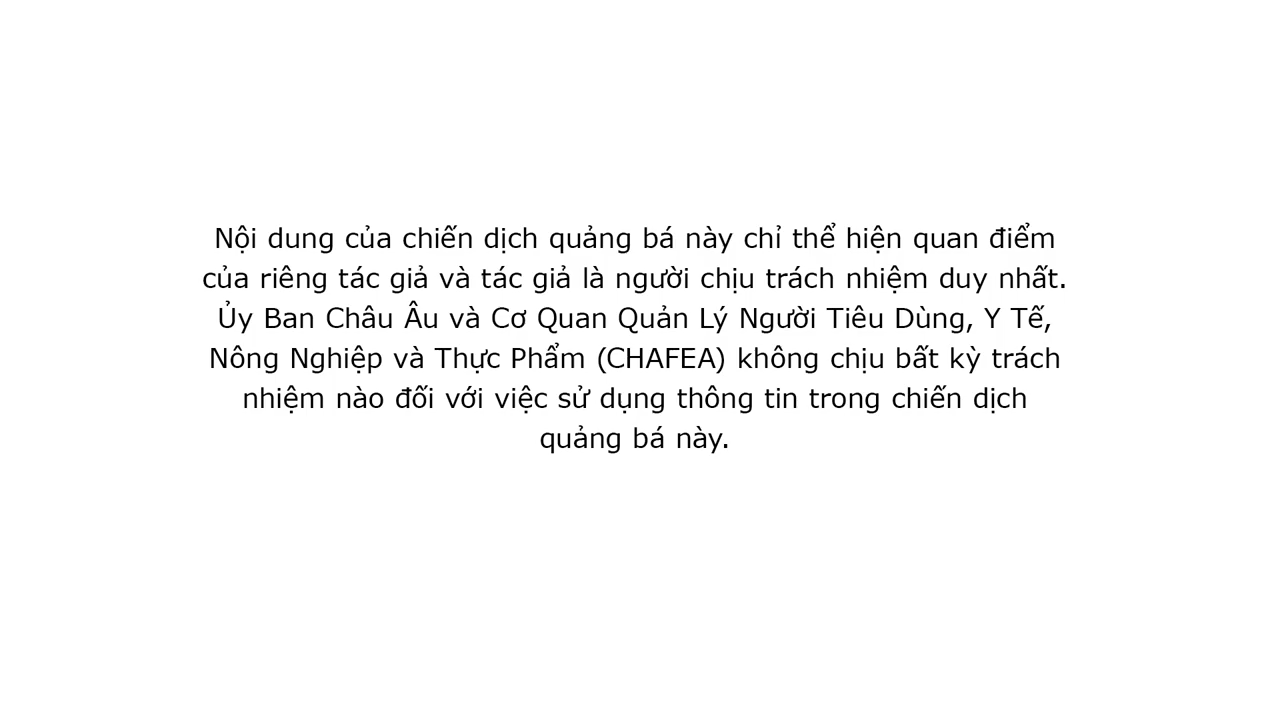 Nội dung của chiến dịch quảng bá này chỉ thể hiện quan điểm
của riêng tác giả và tác giả là người chịu trách nhiệm duy nhất.
Ủy Ban Châu Âu và Cơ Quan Quản Lý Người Tiêu Dùng, Y Tế,
Nông Nghiệp và Thực Phẩm (CHAFEA) không chịu bất kỳ trách
nhiệm nào đối với việc sử dụng thông tin trong chiến dịch
quảng bá này.